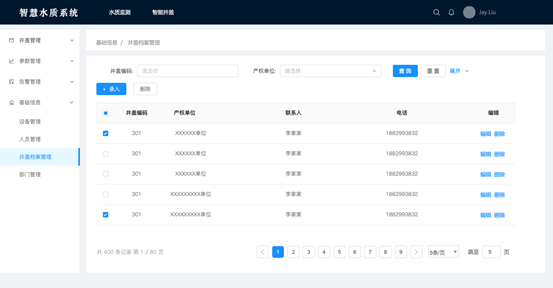 智慧水质系统 水质监测 智能井盖 Jay.Liu
井盖管理
参数管理
告警管理
基础信息
设备管理
人员管理
井盖档案管理
部门管理
基础信息 / 井盖档案管理
井盖编码: 请选择 产权单位: 请选择 查 询 重 置 展开
+ 录入 删除
井盖编码 产权单位 联系人 电话 编辑
301 XXXXXX单位 李家家 1882993832 编辑 删除
301 XXXXXX单位 李家家 1882993832 编辑 删除
301 XXXXXX单位 李家家 1882993832 编辑 删除
301 XXXXXXXXX单位 李家家 1882993832 编辑 删除
301 XXXXXXXXX单位 李家家 1882993832 编辑 删除
共 400 条记录 第 1 / 80 页 1 2 3 4 5 6 7 8 9 5条/页 跳至 5 页